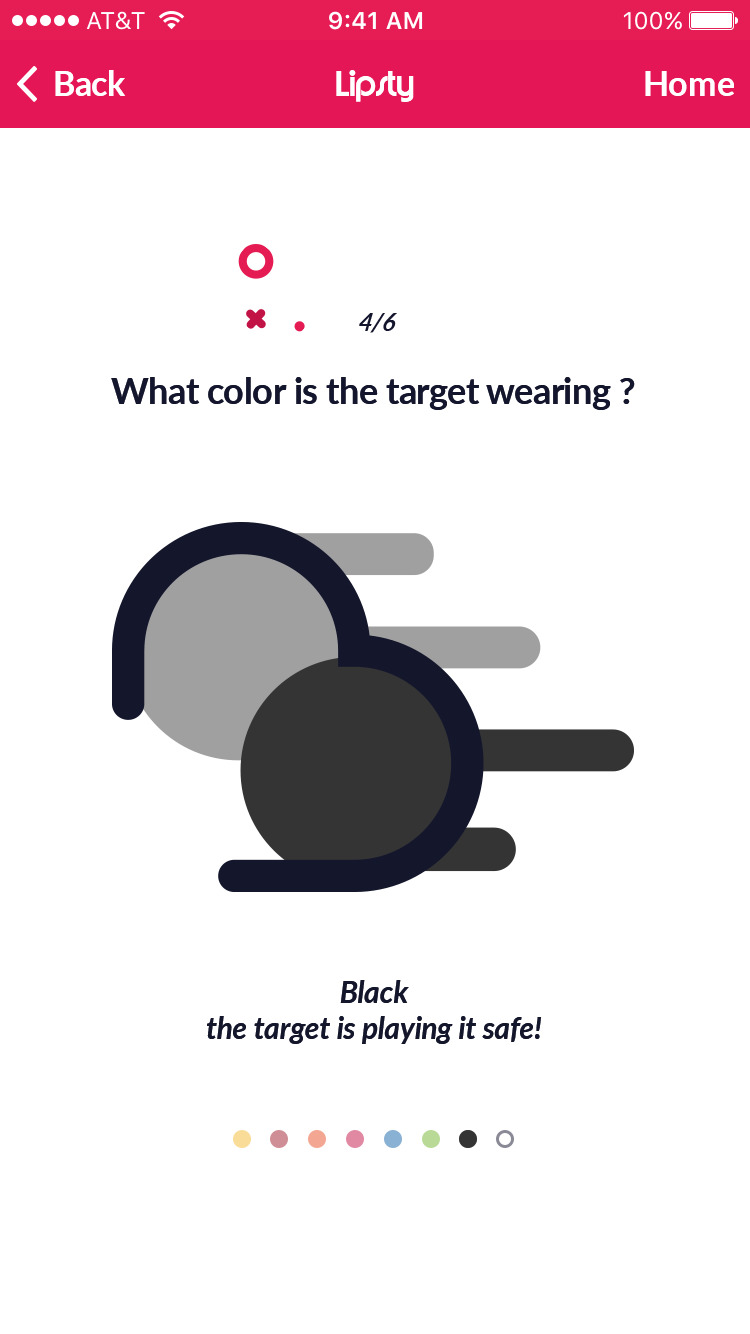 AT&T 9:41 AM 100%
Back Lipsty Home
4/6
What color is the target wearing ?
Black
the target is playing it safe!